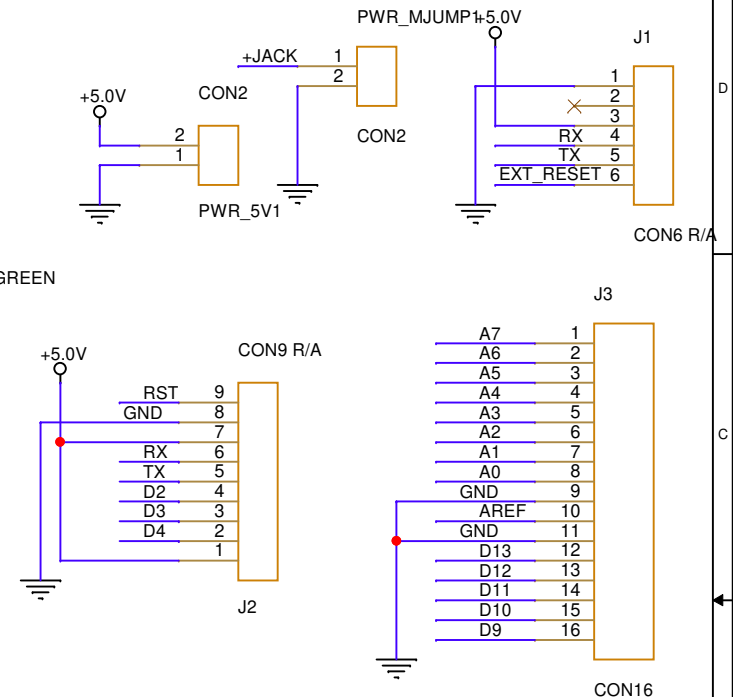 PWR_MJUMP1
+5.0V
J1
+JACK
1
2
CON2
D
+5.0V
CON2
2
1
PWR_5V1
1
2
3
RX 4
TX 5
EXT_RESET 6
CON6 R/A
GREEN
J3
+5.0V
CON9 R/A
RST 9
GND 8
7
RX 6
TX 5
D2 4
D3 3
D4 2
1
J2
A7 1
A6 2
A5 3
A4 4
A3 5
A2 6
A1 7
A0 8
GND 9
AREF 10
GND 11
D13 12
D12 13
D11 14
D10 15
D9 16
C
CON16